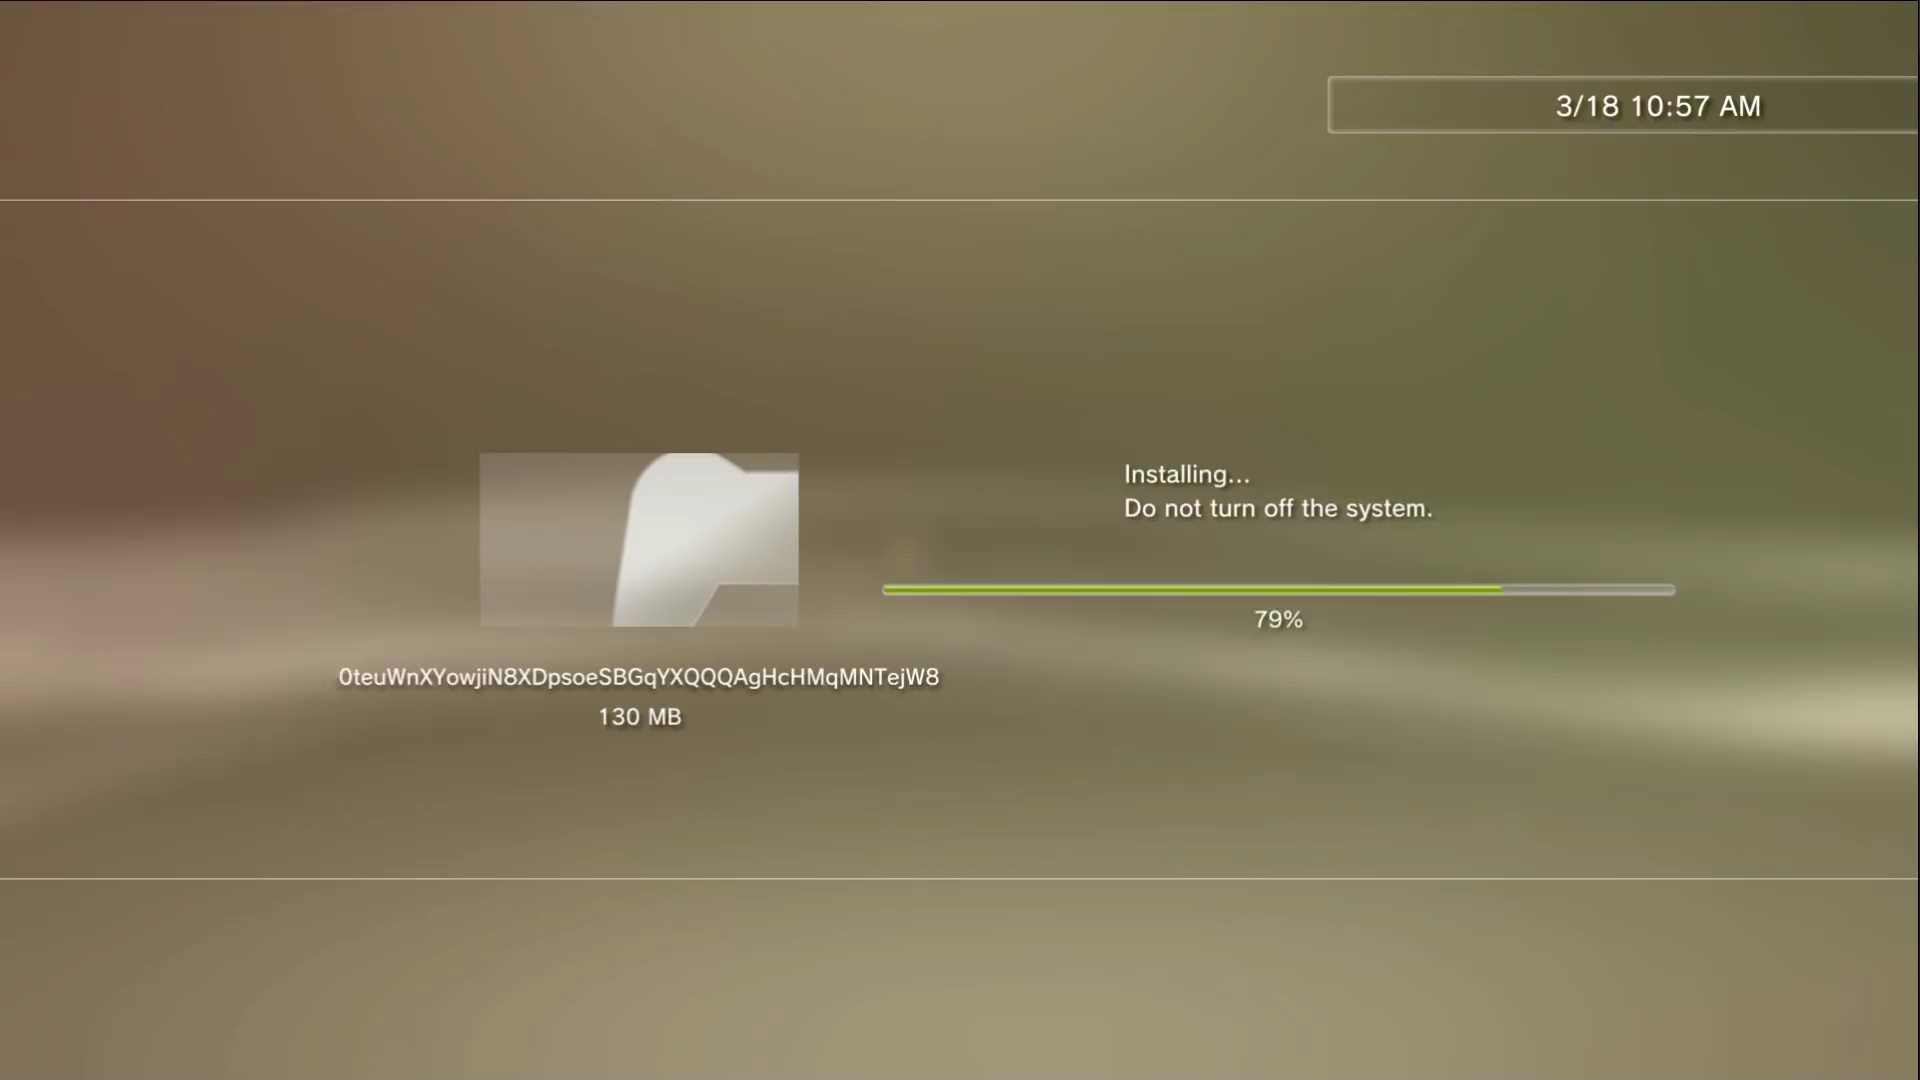 3/18 10:57 AM
Installing...
Do not turn off the system.
79%
0teuWnXYowjiN8XDpsoeSBGqYXQQQAgHcHMqMNTejW8
130 MB